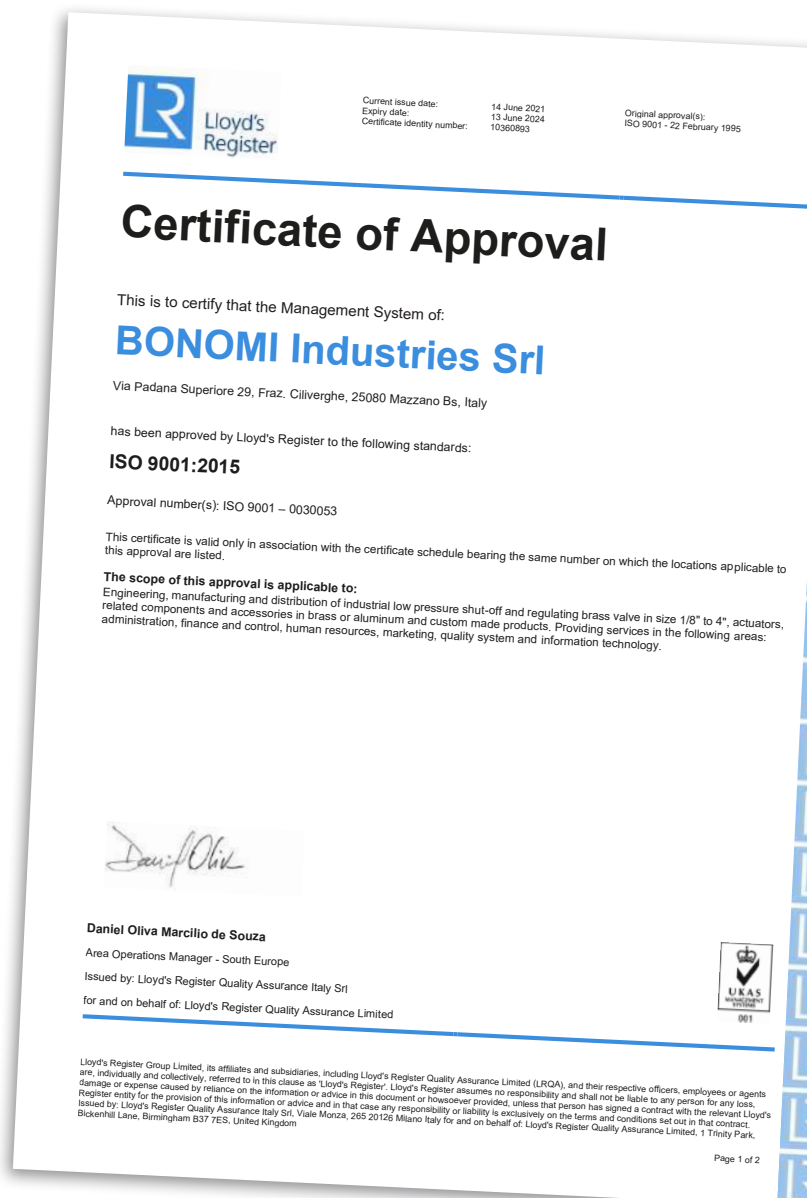 LR
Lloyd's
Register
Current issue date: 14 June 2021
Expiry date: 13 June 2024
Certificate identity number: 10360893
Original approval(s):
ISO 9001 - 22 February 1995
Certificate of Approval
This is to certify that the Management System of:
BONOMI Industries Srl
Via Padana Superiore 29, Fraz. Ciliverghe, 25080 Mazzano Bs, Italy
has been approved by Lloyd's Register to the following standards:
ISO 9001:2015
Approval number(s): ISO 9001 – 0030053
This certificate is valid only in association with the certificate schedule bearing the same number on which the locations applicable to
this approval are listed.
The scope of this approval is applicable to:
Engineering, manufacturing and distribution of industrial low pressure shut-off and regulating brass valve in size 1/8" to 4", actuators,
related components and accessories in brass or aluminum and custom made products. Providing services in the following areas:
administration, finance and control, human resources, marketing, quality system and information technology.
Daniel Oliva Marcilio de Souza
Area Operations Manager - South Europe
Issued by: Lloyd's Register Quality Assurance Italy Srl
for and on behalf of: Lloyd's Register Quality Assurance Limited
UKAS
MANAGEMENT
SYSTEMS
001
Lloyd's Register Group Limited, its affiliates and subsidiaries, including Lloyd's Register Quality Assurance Limited (LRQA), and their respective officers, employees or agents
are, individually and collectively, referred to in this clause as 'Lloyd's Register'. Lloyd's Register assumes no responsibility and shall not be liable to any person for any loss,
damage or expense caused by reliance on the information or advice in this document or howsoever provided, unless that person has signed a contract with the relevant Lloyd's
Register entity for the provision of this information or advice and in that case any responsibility or liability is exclusively on the terms and conditions set out in that contract.
Issued by: Lloyd's Register Quality Assurance Italy Srl, Viale Monza, 265 20126 Milano Italy for and on behalf of: Lloyd's Register Quality Assurance Limited, 1 Trinity Park,
Bickenhill Lane, Birmingham B37 7ES, United Kingdom
Page 1 of 2